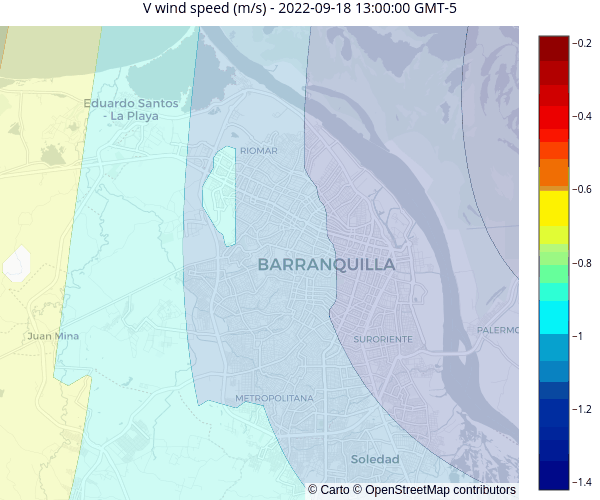 V wind speed (m/s) - 2022-09-18 13:00:00 GMT-5
−0.2
Eduardo Santos
- La Playa
−0.4
RIOMAR
−0.6
BARRANQUILLA
−0.8
Juan Mina
SURORIENTE
PALERMO
−1
METROPOLITANA
−1.2
Soledad
−1.4
© Carto © OpenStreetMap contributors